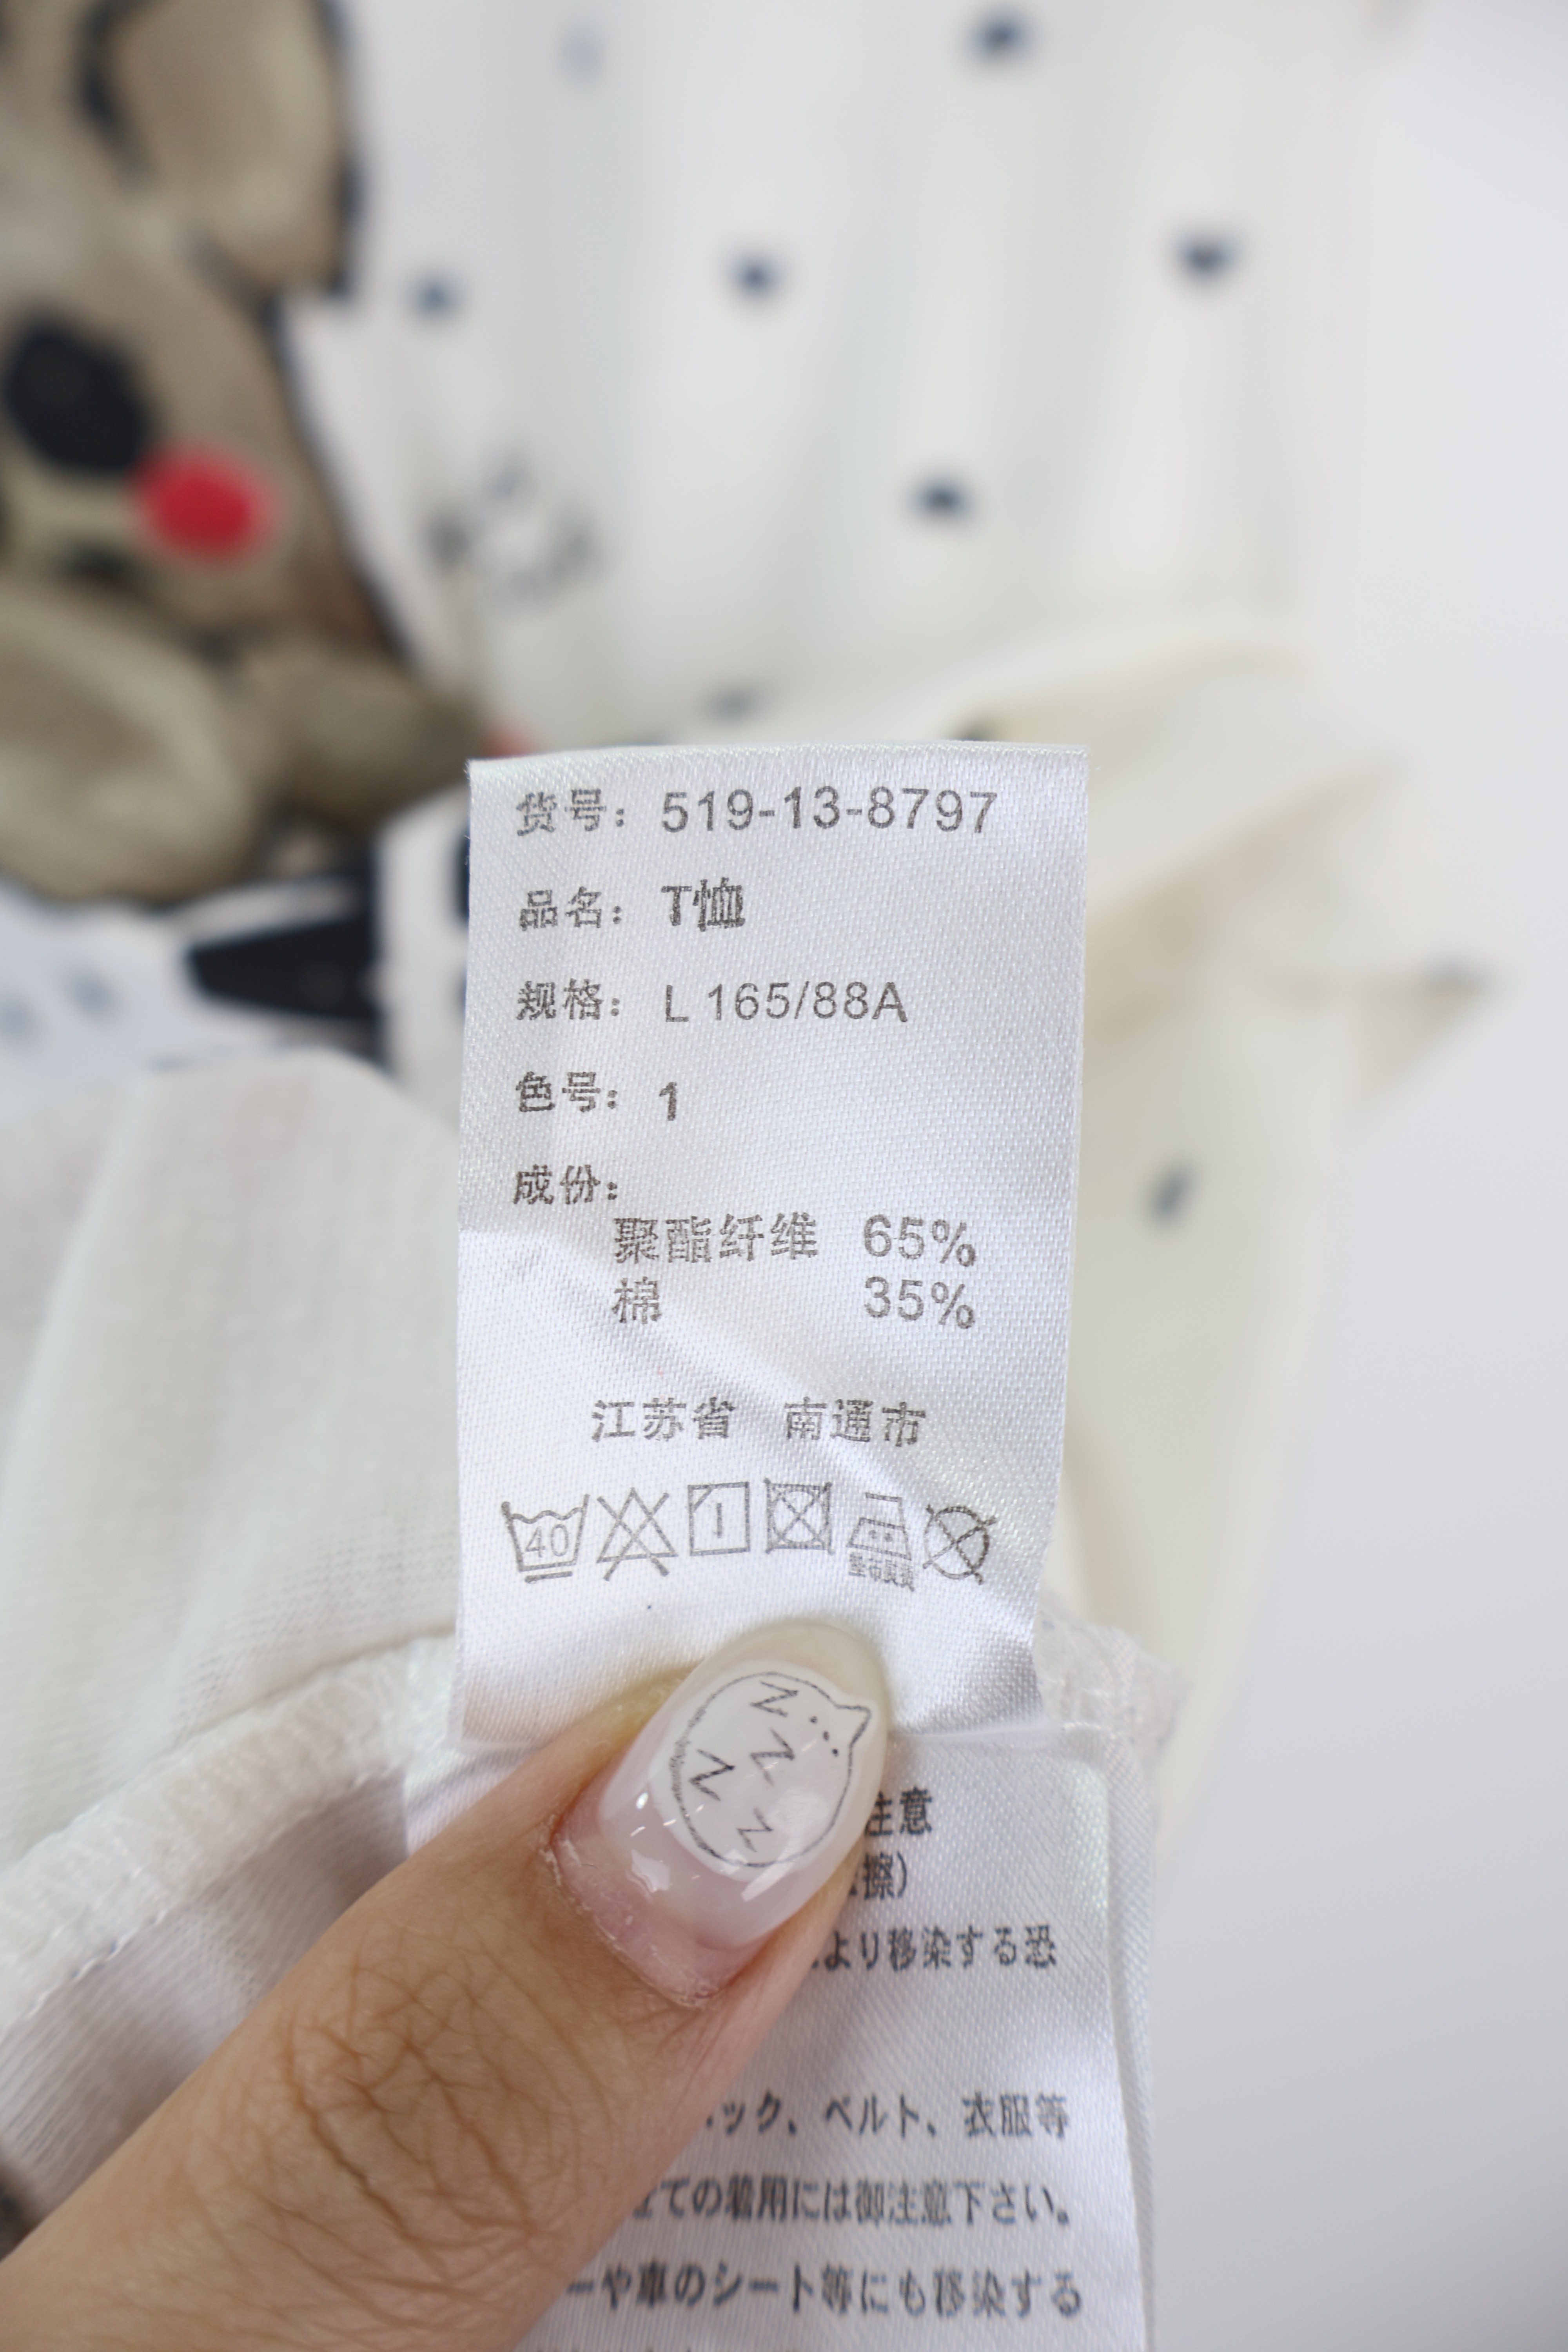 货号: 519-13-8797
品名: T恤
规格: L 165/88A
色号: 1
成份:
聚酯纤维 65%
棉 35%
江苏省 南通市
40
注意
擦)
より移染する恐
ック、ベルト、衣服等
ての着用には御注意下さい。
ーや車のシート等にも移染する